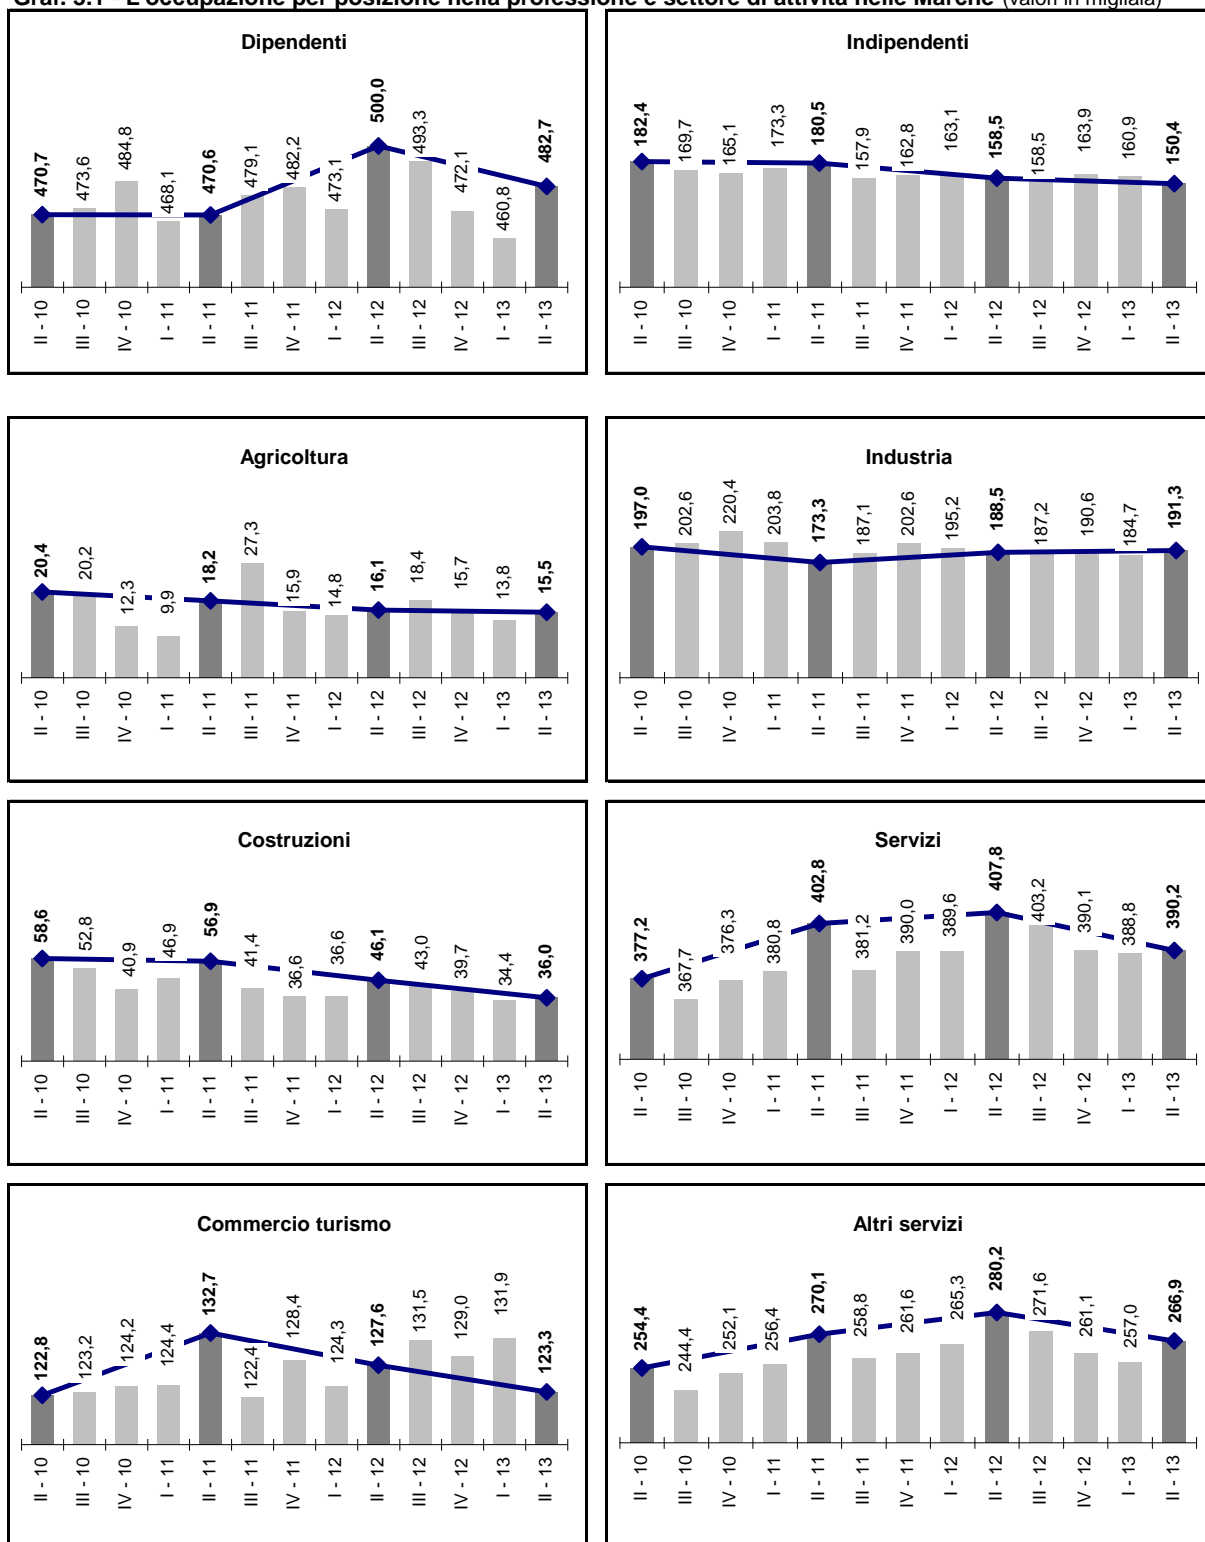 Graf. 3.1 - L'occupazione per posizione nella professione e settore di attività nelle Marche (valori in migliaia)
Dipendenti
470,7 473,6 484,8 468,1 470,6 479,1 482,2 473,1 500,0 493,3 472,1 460,8 482,7
II - 10 III - 10 IV - 10 I - 11 II - 11 III - 11 IV - 11 I - 12 II - 12 III - 12 IV - 12 I - 13 II - 13
Indipendenti
182,4 169,7 165,1 173,3 180,5 157,9 162,8 163,1 158,5 158,5 163,9 160,9 150,4
II - 10 III - 10 IV - 10 I - 11 II - 11 III - 11 IV - 11 I - 12 II - 12 III - 12 IV - 12 I - 13 II - 13
Agricoltura
20,4 20,2 12,3 9,9 18,2 27,3 15,9 14,8 16,1 18,4 15,7 13,8 15,5
II - 10 III - 10 IV - 10 I - 11 II - 11 III - 11 IV - 11 I - 12 II - 12 III - 12 IV - 12 I - 13 II - 13
Industria
197,0 202,6 220,4 203,8 173,3 187,1 202,6 195,2 188,5 187,2 190,6 184,7 191,3
II - 10 III - 10 IV - 10 I - 11 II - 11 III - 11 IV - 11 I - 12 II - 12 III - 12 IV - 12 I - 13 II - 13
Costruzioni
58,6 52,8 40,9 46,9 56,9 41,4 36,6 36,6 46,1 43,0 39,7 34,4 36,0
II - 10 III - 10 IV - 10 I - 11 II - 11 III - 11 IV - 11 I - 12 II - 12 III - 12 IV - 12 I - 13 II - 13
Servizi
377,2 367,7 376,3 380,8 402,8 381,2 390,0 389,6 407,8 403,2 390,1 388,8 390,2
II - 10 III - 10 IV - 10 I - 11 II - 11 III - 11 IV - 11 I - 12 II - 12 III - 12 IV - 12 I - 13 II - 13
Commercio turismo
122,8 123,2 124,2 124,4 132,7 122,4 128,4 124,3 127,6 131,5 129,0 131,9 123,3
II - 10 III - 10 IV - 10 I - 11 II - 11 III - 11 IV - 11 I - 12 II - 12 III - 12 IV - 12 I - 13 II - 13
Altri servizi
254,4 244,4 252,1 256,4 270,1 258,8 261,6 265,3 280,2 271,6 261,1 257,0 266,9
II - 10 III - 10 IV - 10 I - 11 II - 11 III - 11 IV - 11 I - 12 II - 12 III - 12 IV - 12 I - 13 II - 13